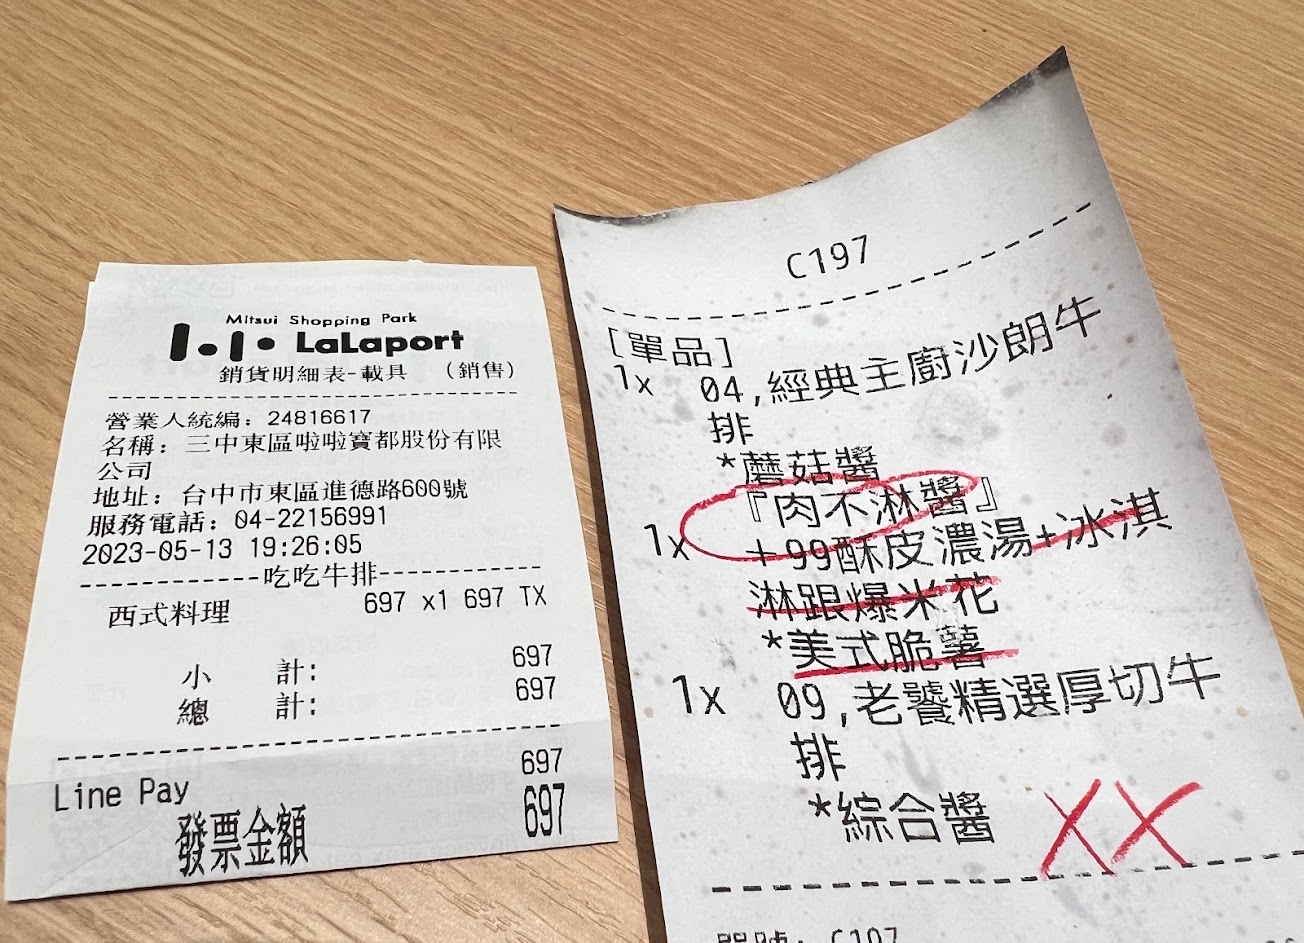 Mitsui Shopping Park
LaLaport
銷貨明細表-載具 (銷售)
營業人統編: 24816617
名稱: 三中東區啦啦寶都股份有限
公司
地址: 台中市東區進德路600號
服務電話: 04-22156991
2023-05-13 19:26:05
------------吃吃牛排------------
西式料理 697 x1 697 TX
小 計: 697
總 計: 697
697
Line Pay 697
發票金額
C197
[單品]
1x 04,經典主廚沙朗牛
排
*蘑菇醬
『肉不淋醬』
1x +99酥皮濃湯+冰淇
淋跟爆米花
*美式脆薯
1x 09,老饕精選厚切牛
排
*綜合醬
XX
單號: C197